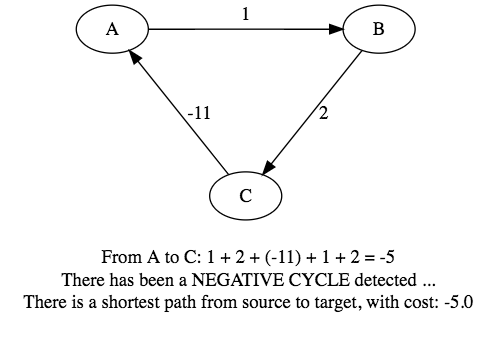 1
A
B
-11
2
C
From A to C: 1 + 2 + (-11) + 1 + 2 = -5
There has been a NEGATIVE CYCLE detected ...
There is a shortest path from source to target, with cost: -5.0